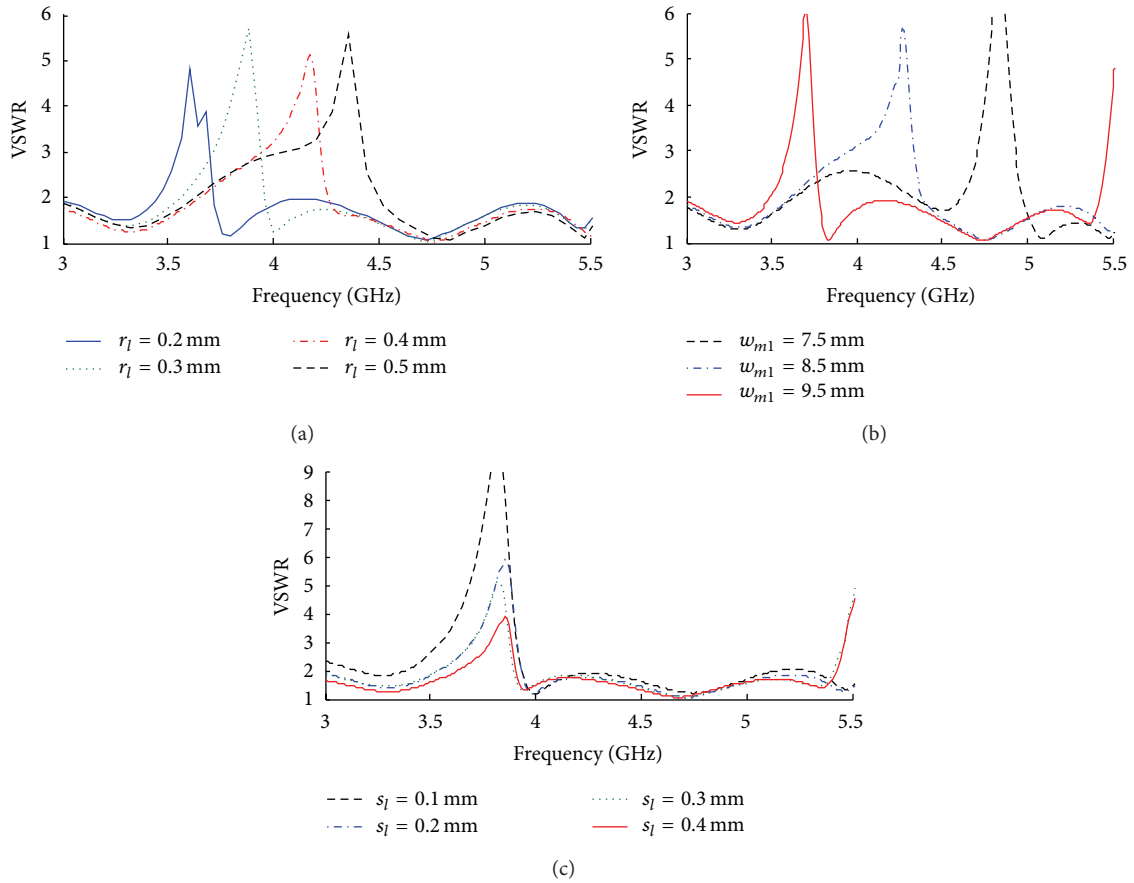 6
5
4
3
2
1
VSWR
3
3.5
4
4.5
5
5.5
Frequency (GHz)
r_l = 0.2 mm
r_l = 0.3 mm
r_l = 0.4 mm
r_l = 0.5 mm
(a)
6
5
4
3
2
1
VSWR
3
3.5
4
4.5
5
5.5
Frequency (GHz)
w_m1 = 7.5 mm
w_m1 = 8.5 mm
w_m1 = 9.5 mm
(b)
9
8
7
6
5
4
3
2
1
VSWR
3
3.5
4
4.5
5
5.5
Frequency (GHz)
s_l = 0.1 mm
s_l = 0.2 mm
s_l = 0.3 mm
s_l = 0.4 mm
(c)